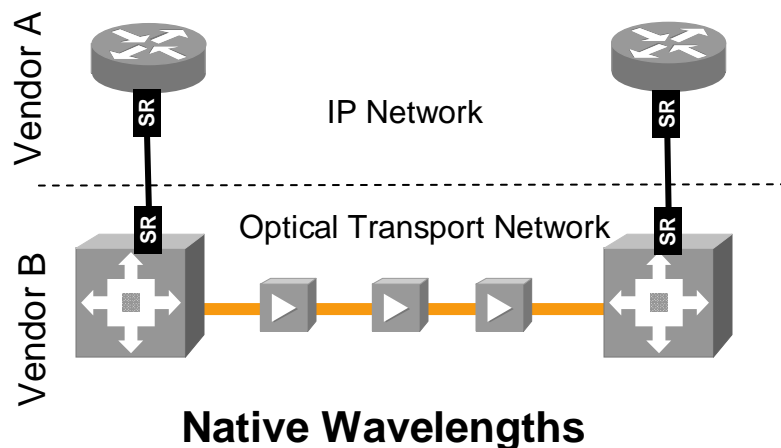 Vendor A
SR
SR
IP Network
SR
SR
Optical Transport Network
Vendor B
Native Wavelengths